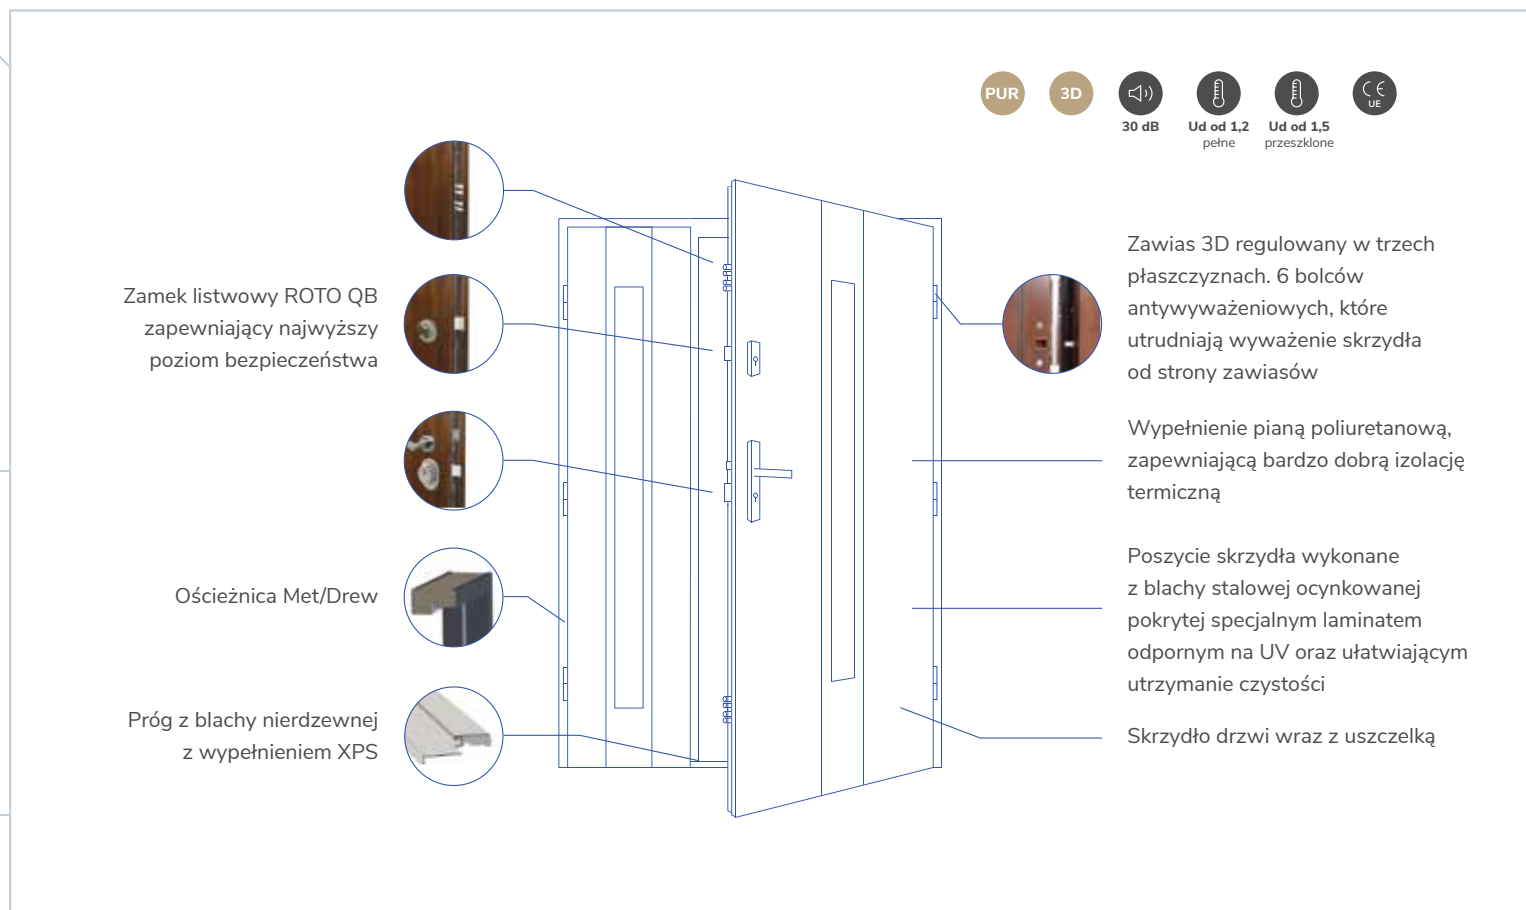 PUR
3D
30 dB
Ud od 1,2
pełne
Ud od 1,5
przeszklone
CE
UE
Zamek listwowy ROTO QB
zapewniający najwyższy
poziom bezpieczeństwa
Ościeżnica Met/Drew
Próg z blachy nierdzewnej
z wypełnieniem XPS
Zawias 3D regulowany w trzech
płaszczyznach. 6 bolców
antywyważeniowych, które
utrudniają wyważenie skrzydła
od strony zawiasów
Wypełnienie pianą poliuretanową,
zapewniającą bardzo dobrą izolację
termiczną
Poszycie skrzydła wykonane
z blachy stalowej ocynkowanej
pokrytej specjalnym laminatem
odpornym na UV oraz ułatwiającym
utrzymanie czystości
Skrzydło drzwi wraz z uszczelką